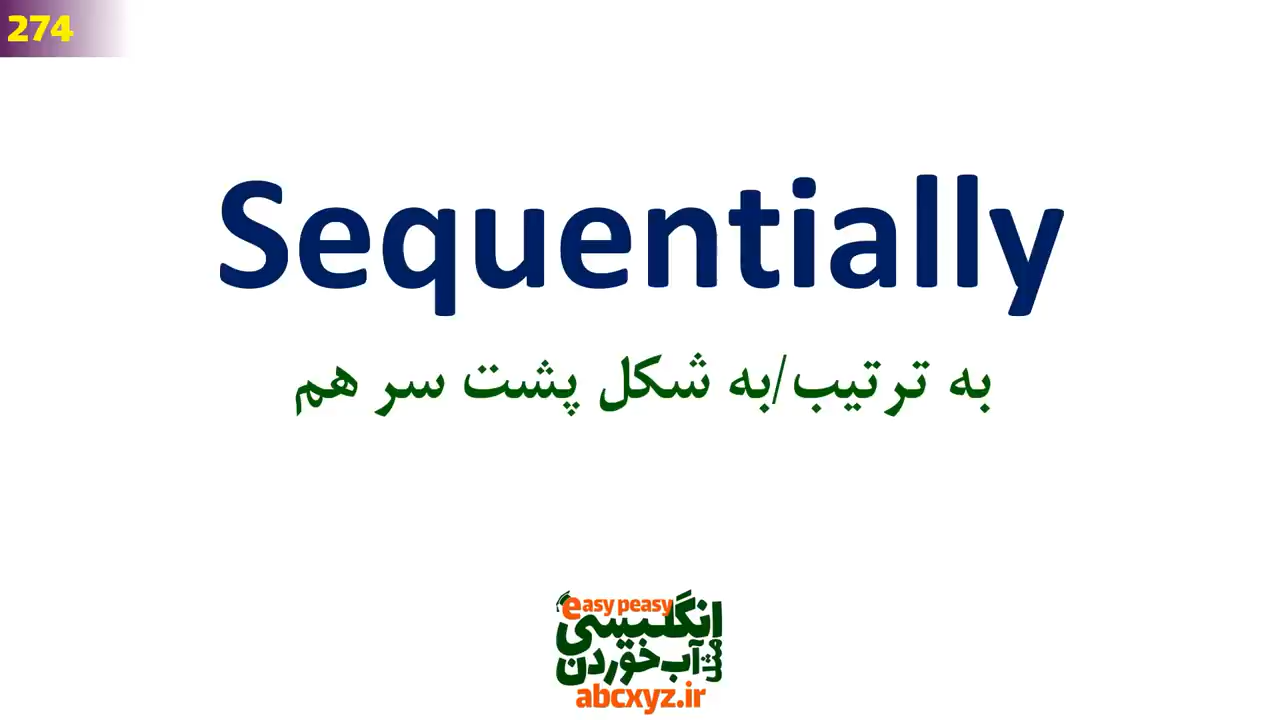 274
Sequentially
به ترتیب/به شکل پشت سر هم
easy peasy
انگلیسی
مثل آب خوردن
abcxyz.ir